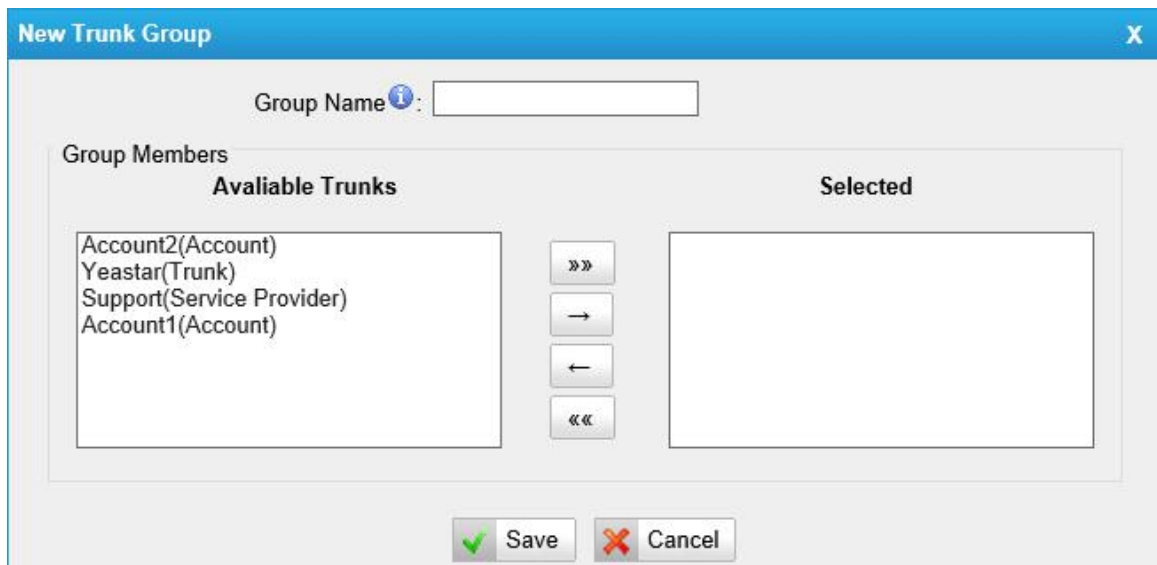 New Trunk Group X
Group Name i :
Group Members
Avaliable Trunks Selected
Account2(Account)
Yeastar(Trunk)
Support(Service Provider)
Account1(Account)
»»
→
←
««
Save Cancel